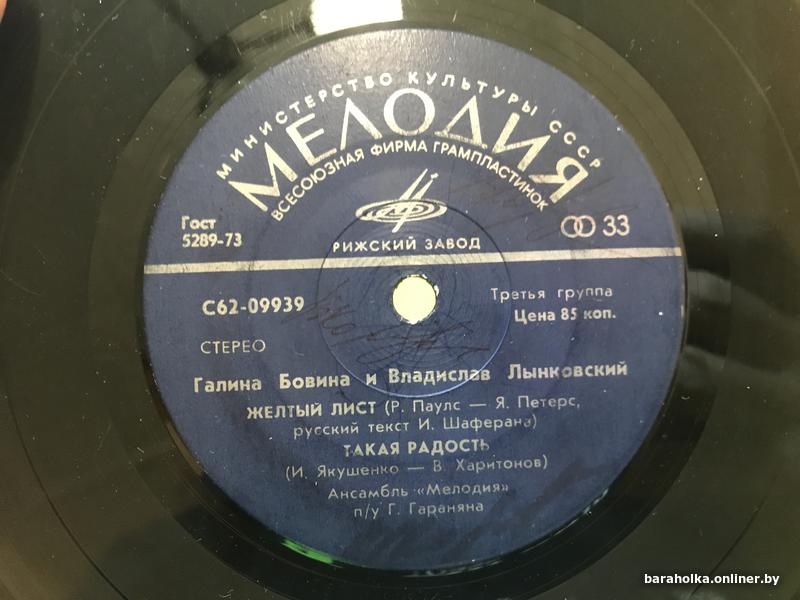 МИНИСТЕРСТВО КУЛЬТУРЫ СССР
МЕЛОДИЯ
ВСЕСОЮЗНАЯ ФИРМА ГРАМПЛАСТИНОК
Гост
5289-73
33
РИЖСКИЙ ЗАВОД
С62-09939
Третья группа
Цена 85 коп.
СТЕРЕО
Галина Бовина и Владислав Лынковский
ЖЕЛТЫЙ ЛИСТ (Р. Паулс — Я. Петерс,
русский текст И. Шаферана)
ТАКАЯ РАДОСТЬ
(И. Якушенко — В. Харитонов)
Ансамбль «Мелодия»
п/у Г. Гараняна
baraholka.onliner.by